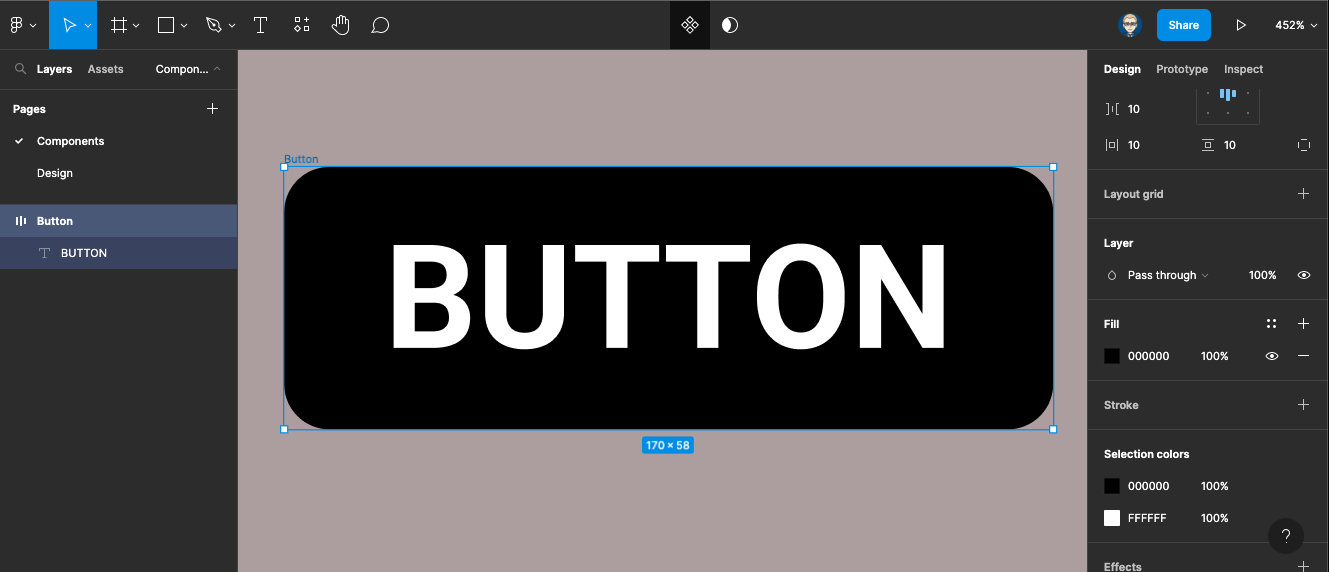 Share
452%
Layers Assets Compon...
Pages
Components
Design
Button
BUTTON
Button
BUTTON
170 × 58
Design Prototype Inspect
10
10 10
Layout grid
Layer
Pass through 100%
Fill
000000 100%
Stroke
Selection colors
000000 100%
FFFFFF 100%
?
Effects